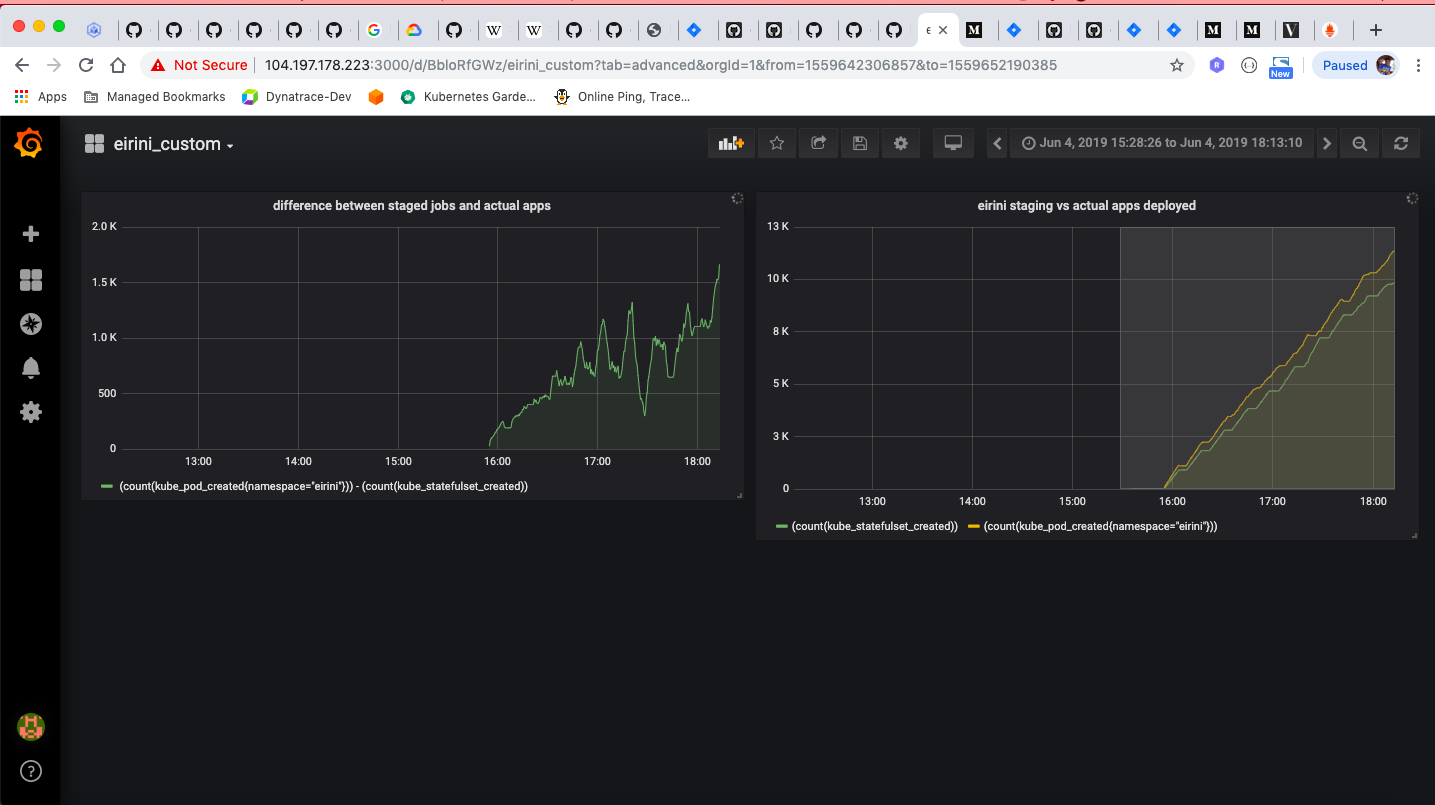 e
Not Secure
104.197.178.223:3000/d/BbloRfGWz/eirini_custom?tab=advanced&orgId=1&from=1559642306857&to=1559652190385
R
New
Paused
Apps
Managed Bookmarks
Dynatrace-Dev
Kubernetes Garde...
Online Ping, Trace...
eirini_custom
Jun 4, 2019 15:28:26 to Jun 4, 2019 18:13:10
difference between staged jobs and actual apps
2.0 K
1.5 K
1.0 K
500
0
13:00 14:00 15:00 16:00 17:00 18:00
(count(kube_pod_created{namespace="eirini"})) - (count(kube_statefulset_created))
eirini staging vs actual apps deployed
13 K
10 K
8 K
5 K
3 K
0
13:00 14:00 15:00 16:00 17:00 18:00
(count(kube_statefulset_created)) (count(kube_pod_created{namespace="eirini"}))